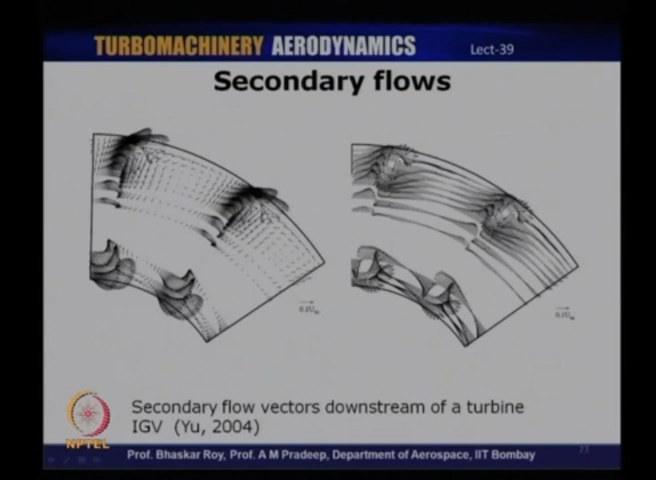 TURBOMACHINERY AERODYNAMICS
Lect-39
Secondary flows
Secondary flow vectors downstream of a turbine
IGV (Yu, 2004)
NPTEL
Prof. Bhaskar Roy, Prof. A M Pradeep, Department of Aerospace, IIT Bombay